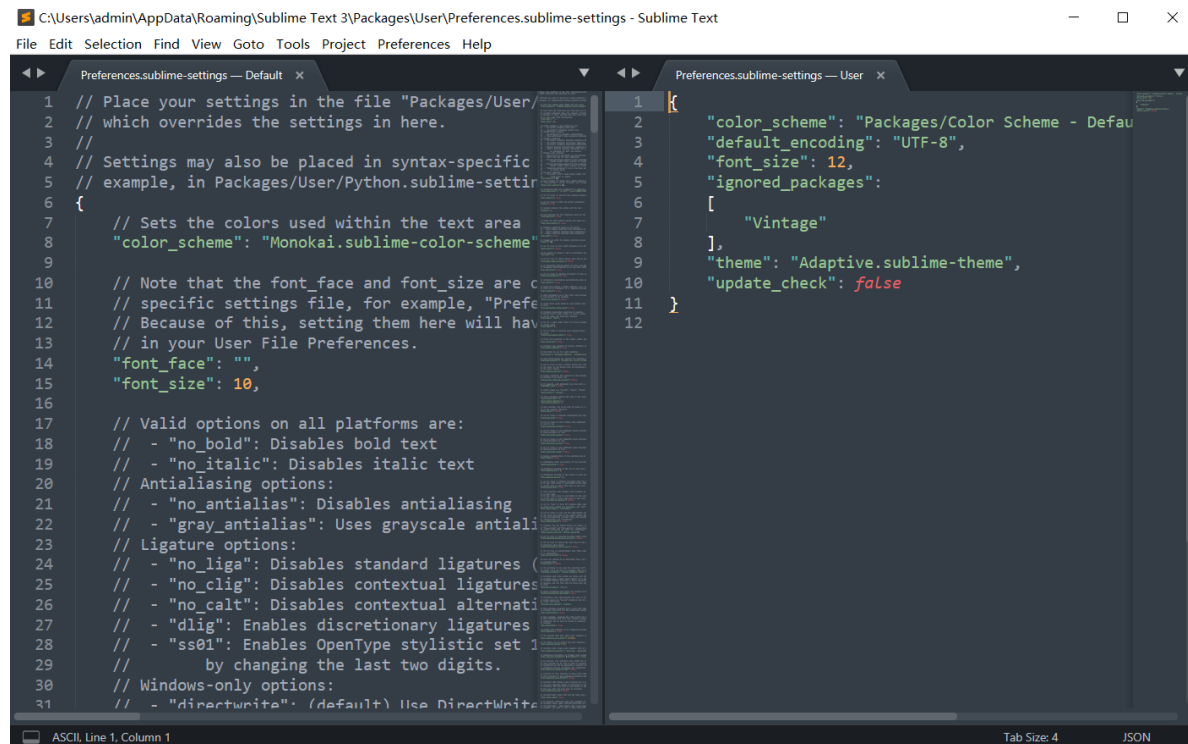 C:\Users\admin\AppData\Roaming\Sublime Text 3\Packages\User\Preferences.sublime-settings - Sublime Text
File Edit Selection Find View Goto Tools Project Preferences Help
Preferences.sublime-settings — Default ×
1 // Place your settings in the file "Packages/User/
2 // which overrides the settings in here.
3 //
4 // Settings may also be placed in syntax-specific
5 // example, in Packages/User/Python.sublime-settin
6 {
7 // Sets the colors used within the text area
8 "color_scheme": "Monokai.sublime-color-scheme"
9
10 // Note that the font_face and font_size are
11 // specific settings file, for example, "Prefe
12 // Because of this, setting them here will hav
13 // in your User File Preferences.
14 "font_face": "",
15 "font_size": 10,
16
17 // Valid options on all platforms are:
18 // - "no_bold": Disables bold text
19 // - "no_italic": Disables italic text
20 // Antialiasing options:
21 // - "no_antialias": Disables antialiasing
22 // - "gray_antialias": Uses grayscale antiali
23 // Ligature options:
24 // - "no_liga": Disables standard ligatures (
25 // - "no_clig": Disables contextual ligatures
26 // - "no_calt": Disables contextual alternati
27 // - "dlig": Enables discretionary ligatures
28 // - "ss01": Enables OpenType stylistic set 1
29 // by changing the last two digits.
30 // Windows-only options:
31 // - "directwrite": (default) Use DirectWrite
Preferences.sublime-settings — User ×
1 {
2 "color_scheme": "Packages/Color Scheme - Defau
3 "default_encoding": "UTF-8",
4 "font_size": 12,
5 "ignored_packages":
6 [
7 "Vintage"
8 ],
9 "theme": "Adaptive.sublime-theme",
10 "update_check": false
11 }
12
ASCII, Line 1, Column 1
Tab Size: 4
JSON